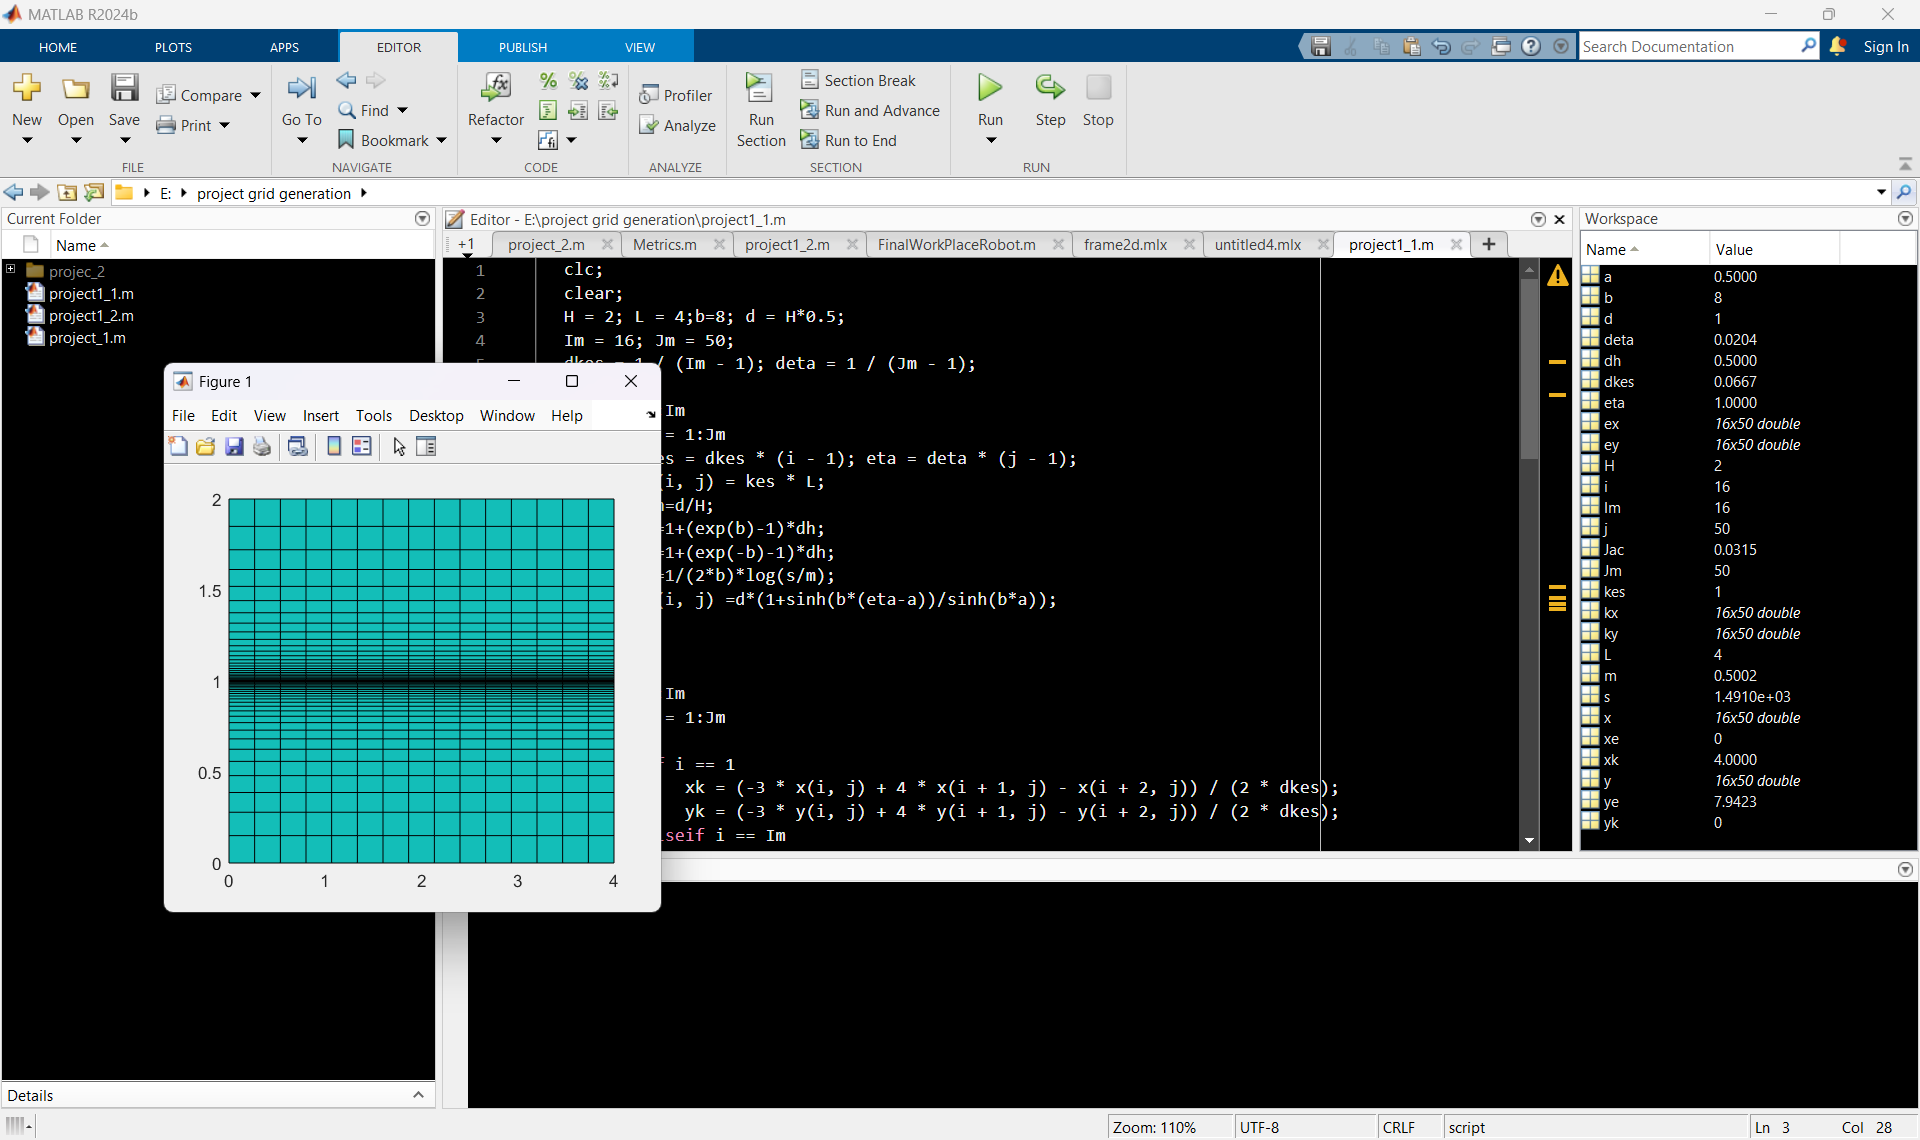 MATLAB R2024b
HOME PLOTS APPS EDITOR PUBLISH VIEW
Search Documentation
Sign In
New
Open
Save
Compare
Print
FILE
Go To
Find
Bookmark
NAVIGATE
Refactor
CODE
Profiler
Analyze
ANALYZE
Run Section
Section Break
Run and Advance
Run to End
SECTION
Run
Step
Stop
RUN
E: project grid generation
Current Folder
Name
projec_2
project1_1.m
project1_2.m
project_1.m
Details
Editor - E:\project grid generation\project1_1.m
+1 project_2.m Metrics.m project1_2.m FinalWorkPlaceRobot.m frame2d.mlx untitled4.mlx project1_1.m
1 clc;
2 clear;
3 H = 2; L = 4;b=8; d = H*0.5;
4 Im = 16; Jm = 50;
/ (Im - 1); deta = 1 / (Jm - 1);
Im
= 1:Jm
s = dkes * (i - 1); eta = deta * (j - 1);
(i, j) = kes * L;
=d/H;
1+(exp(b)-1)*dh;
1+(exp(-b)-1)*dh;
1/(2*b)*log(s/m);
(i, j) =d*(1+sinh(b*(eta-a))/sinh(b*a));
Im
= 1:Jm
i == 1
xk = (-3 * x(i, j) + 4 * x(i + 1, j) - x(i + 2, j)) / (2 * dkes);
yk = (-3 * y(i, j) + 4 * y(i + 1, j) - y(i + 2, j)) / (2 * dkes);
seif i == Im
Figure 1
File Edit View Insert Tools Desktop Window Help
2
1.5
1
0.5
0
0 1 2 3 4
Workspace
Name Value
a 0.5000
b 8
d 1
deta 0.0204
dh 0.5000
dkes 0.0667
eta 1.0000
ex 16x50 double
ey 16x50 double
H 2
i 16
Im 16
j 50
Jac 0.0315
Jm 50
kes 1
kx 16x50 double
ky 16x50 double
L 4
m 0.5002
s 1.4910e+03
x 16x50 double
xe 0
xk 4.0000
y 16x50 double
ye 7.9423
yk 0
Zoom: 110% UTF-8 CRLF script Ln 3 Col 28